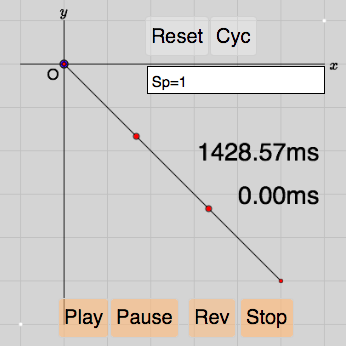 y
Reset Cyc
x
O
Sp=1
1428.57ms
0.00ms
Play Pause Rev Stop